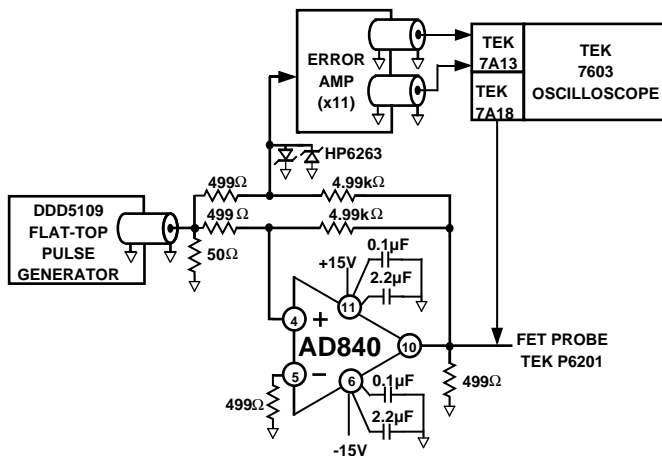 ERROR
AMP
(x11)
TEK
7A13
TEK
7A18
TEK
7603
OSCILLOSCOPE
HP6263
499Ω
4.99kΩ
DDD5109
FLAT-TOP
PULSE
GENERATOR
499Ω
4.99kΩ
50Ω
0.1µF
+15V
2.2µF
11
4
+
AD840
10
5
–
6
FET PROBE
TEK P6201
0.1µF
499Ω
499Ω
2.2µF
-15V